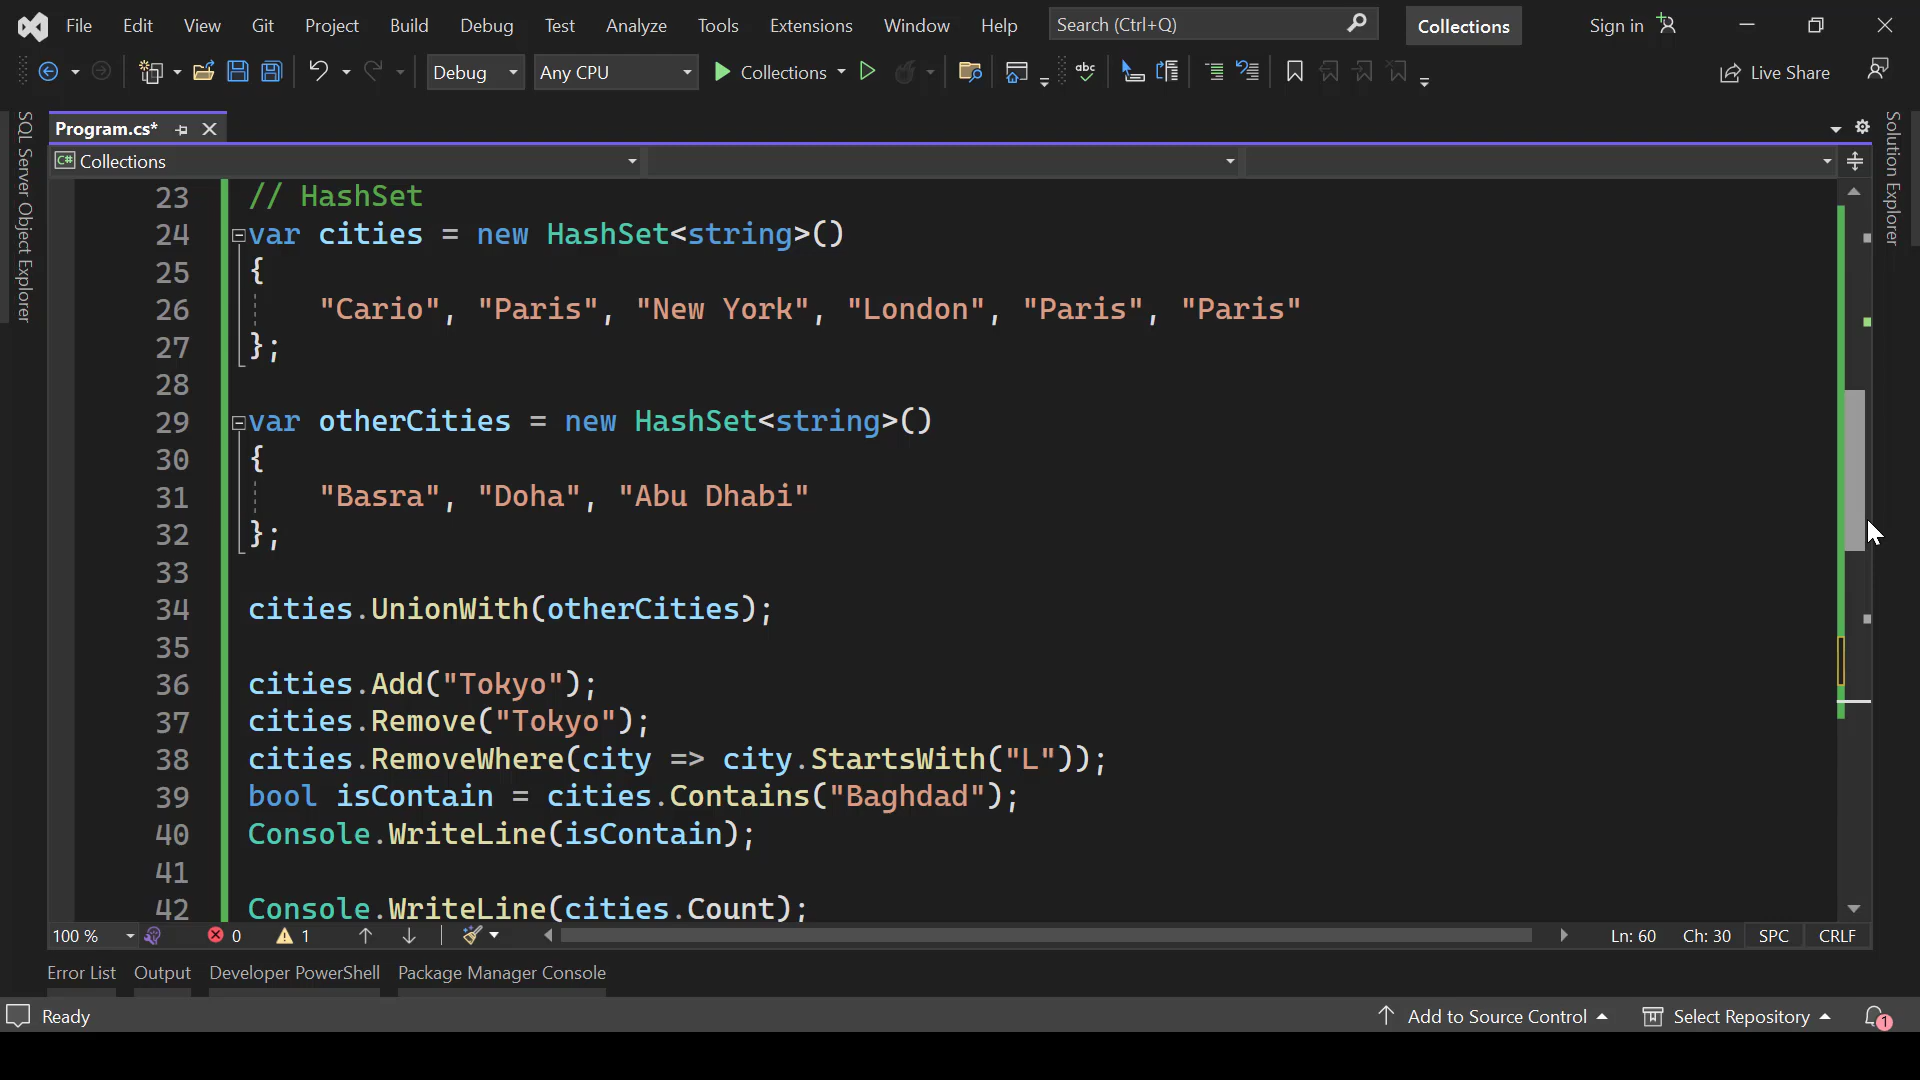 File Edit View Git Project Build Debug Test Analyze Tools Extensions Window Help Search (Ctrl+Q) Collections Sign in
Debug Any CPU Collections abc Live Share
SQL Server Object Explorer
Program.cs*
Solution Explorer
C# Collections
23 // HashSet
24 var cities = new HashSet<string>()
25 {
26 "Cario", "Paris", "New York", "London", "Paris", "Paris"
27 };
28
29 var otherCities = new HashSet<string>()
30 {
31 "Basra", "Doha", "Abu Dhabi"
32 };
33
34 cities.UnionWith(otherCities);
35
36 cities.Add("Tokyo");
37 cities.Remove("Tokyo");
38 cities.RemoveWhere(city => city.StartsWith("L"));
39 bool isContain = cities.Contains("Baghdad");
40 Console.WriteLine(isContain);
41
42 Console.WriteLine(cities.Count);
100 % 0 1 Ln: 60 Ch: 30 SPC CRLF
Error List Output Developer PowerShell Package Manager Console
Ready Add to Source Control Select Repository 1